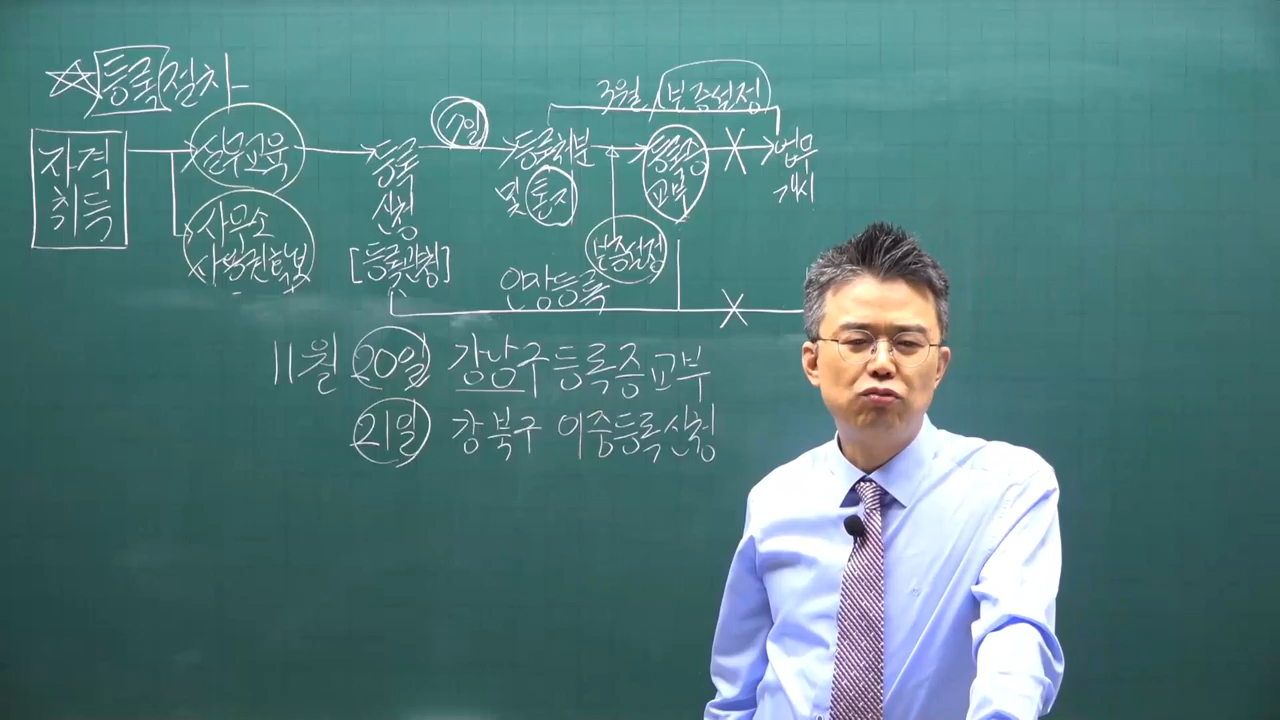 ☆등록절차
3월 보증설정
7일
자격
취득
실무교육
사무소
사용권확보
등록
신청
[등록관청]
등록처분
및 통지
등록증
교부
업무
개시
보증설정
인장등록
11월 20일 강남구 등록증교부
21일 강북구 이중등록신청